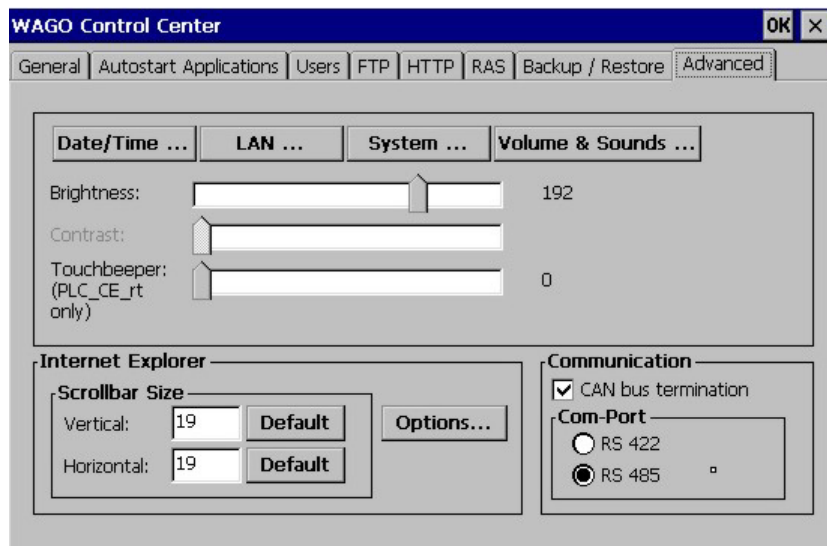 WAGO Control Center OK
General Autostart Applications Users FTP HTTP RAS Backup / Restore Advanced
Date/Time ... LAN ... System ... Volume & Sounds ...
Brightness: 192
Contrast:
Touchbeeper: 0
(PLC_CE_rt
only)
Internet Explorer
Scrollbar Size
Vertical: 19 Default
Horizontal: 19 Default
Options...
Communication
CAN bus termination
Com-Port
RS 422
RS 485